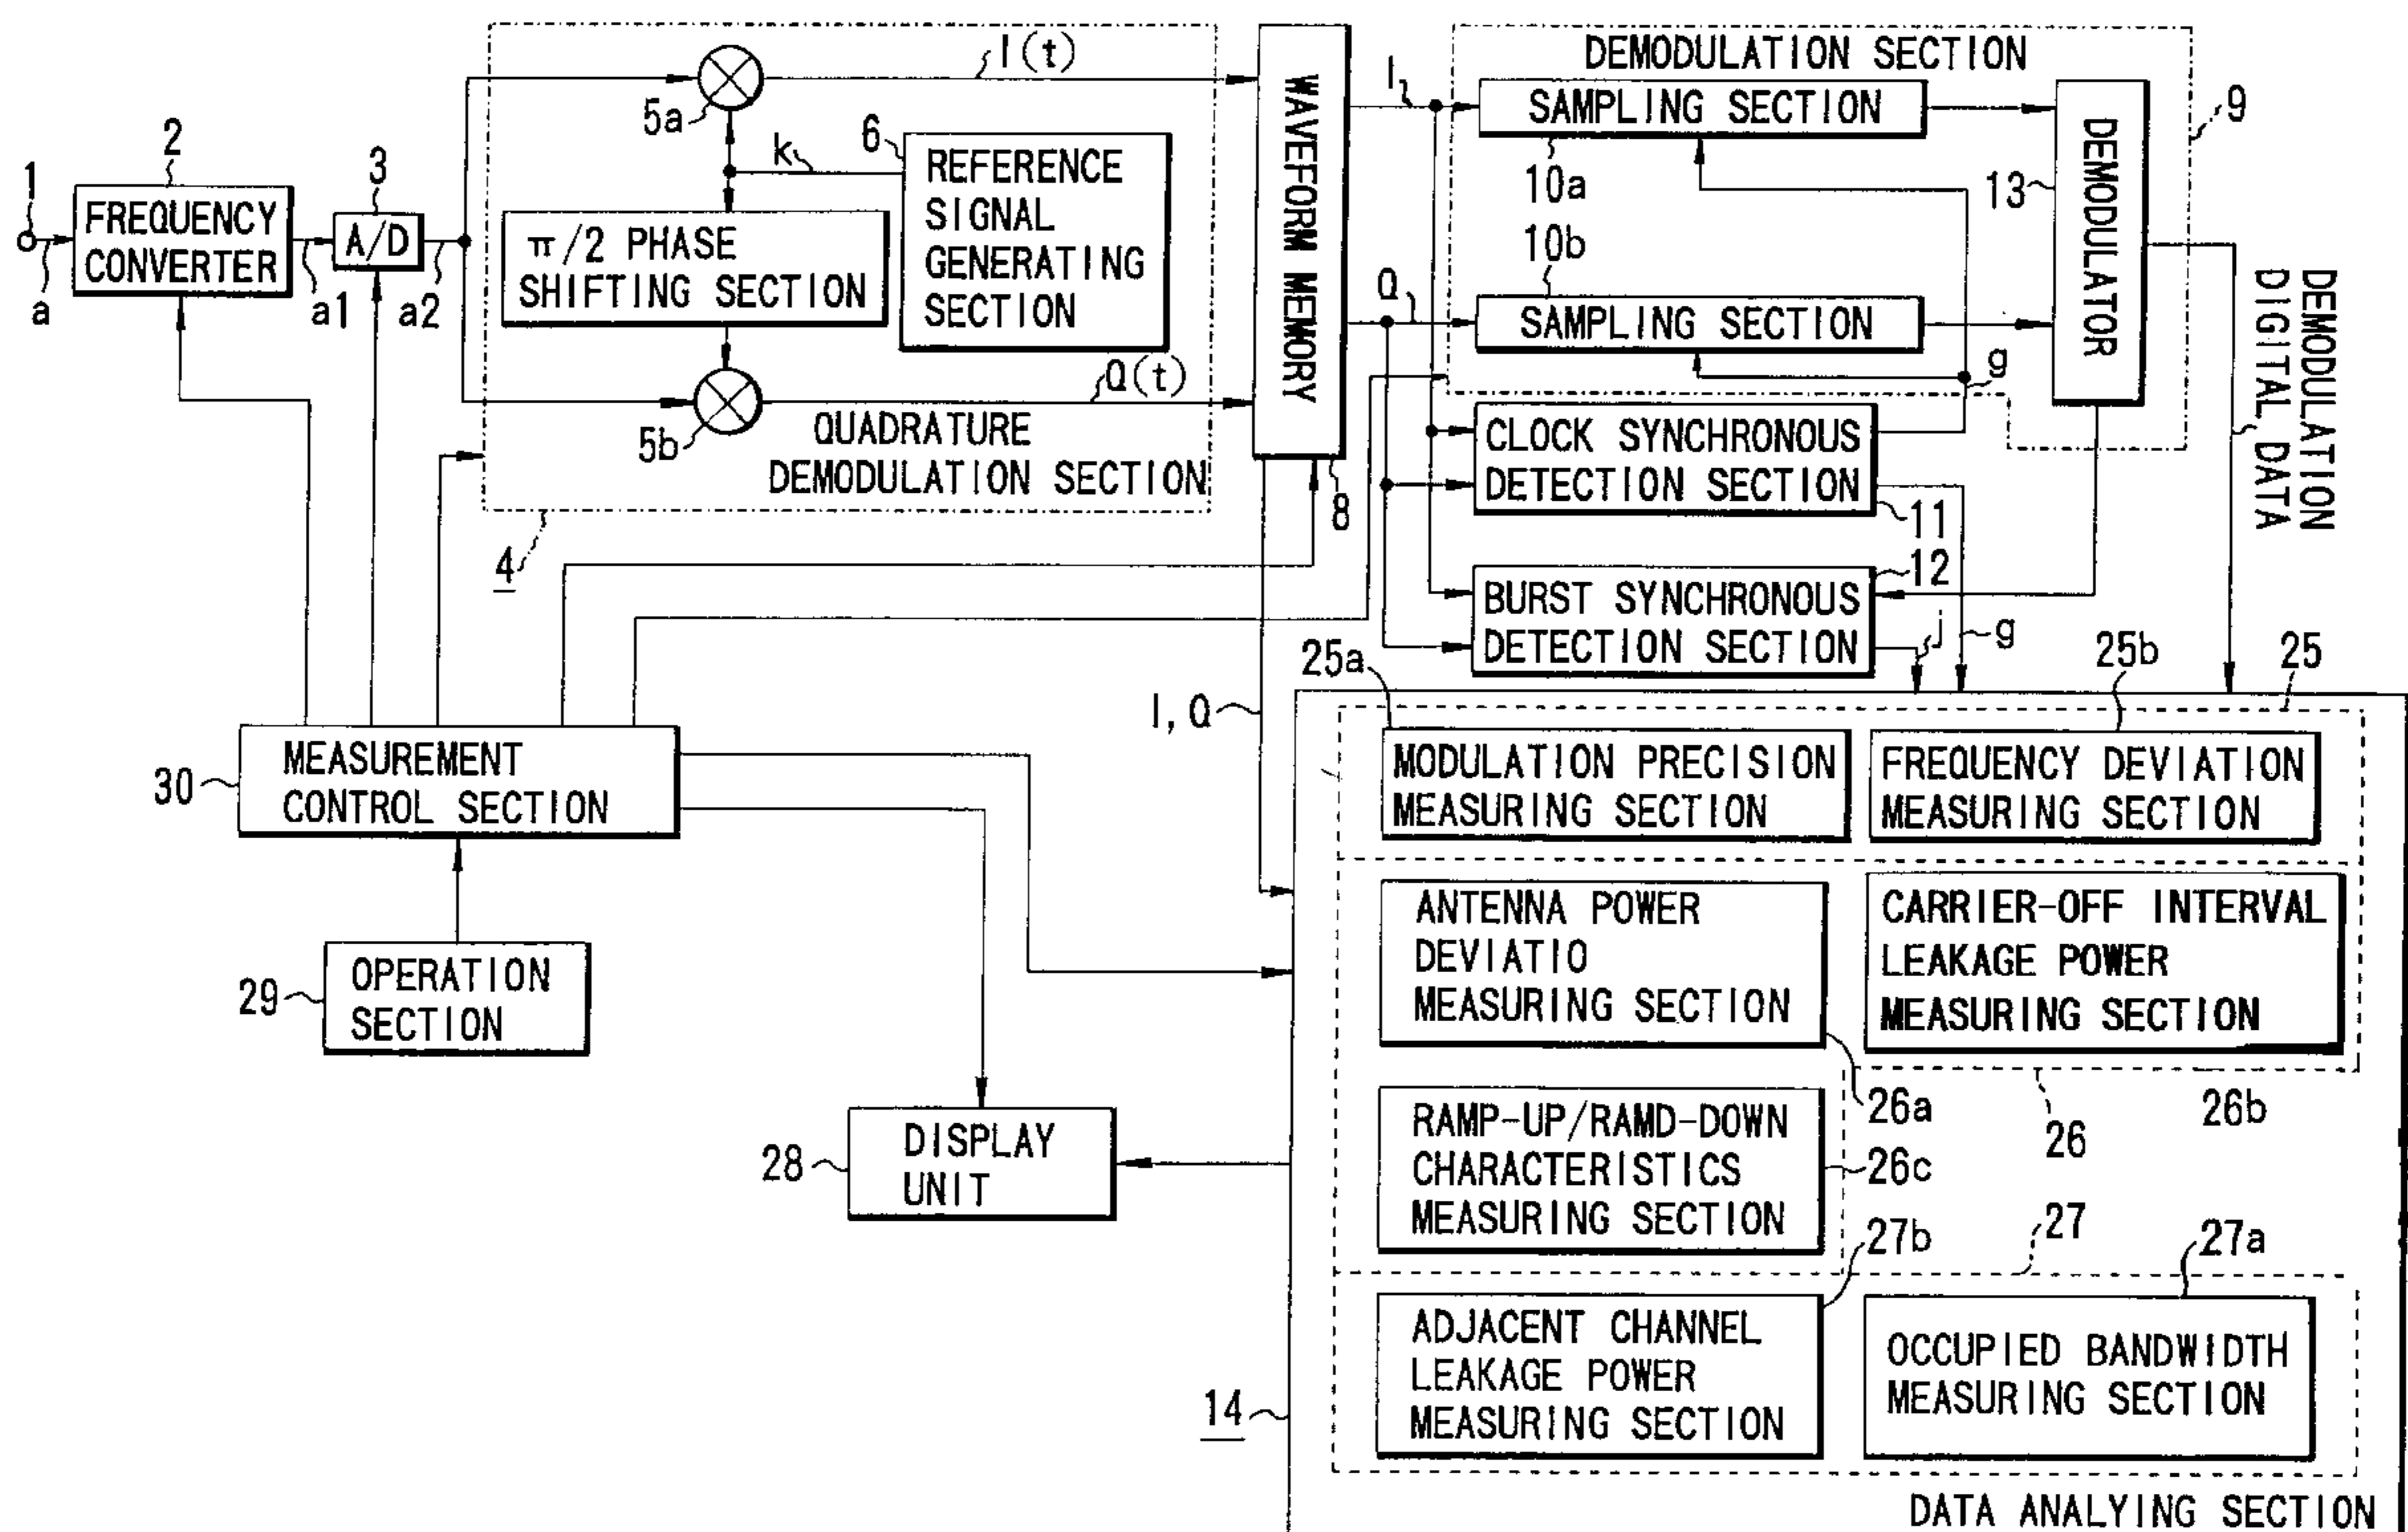 1
a
2
FREQUENCY
CONVERTER
a1
3
A/D
a2
5a
I(t)
k
6
REFERENCE
SIGNAL
GENERATING
SECTION
π/2 PHASE
SHIFTING SECTION
5b
Q(t)
QUADRATURE
DEMODULATION SECTION
4
WAVEFORM MEMORY
8
I
Q
DEMODULATION SECTION
SAMPLING SECTION
10a
10b
SAMPLING SECTION
13
DEMODULATOR
9
g
CLOCK SYNCHRONOUS
DETECTION SECTION
11
12
BURST SYNCHRONOUS
DETECTION SECTION
j
g
DEMODULATION
DIGITAL DATA
I, Q
30
MEASUREMENT
CONTROL SECTION
29
OPERATION
SECTION
28
DISPLAY
UNIT
25a
25b
25
MODULATION PRECISION
MEASURING SECTION
FREQUENCY DEVIATION
MEASURING SECTION
ANTENNA POWER
DEVIATIO
MEASURING SECTION
CARRIER-OFF INTERVAL
LEAKAGE POWER
MEASURING SECTION
26a
26
26b
RAMP-UP/RAMD-DOWN
CHARACTERISTICS
MEASURING SECTION
26c
27b
27
27a
ADJACENT CHANNEL
LEAKAGE POWER
MEASURING SECTION
OCCUPIED BANDWIDTH
MEASURING SECTION
14
DATA ANALYING SECTION